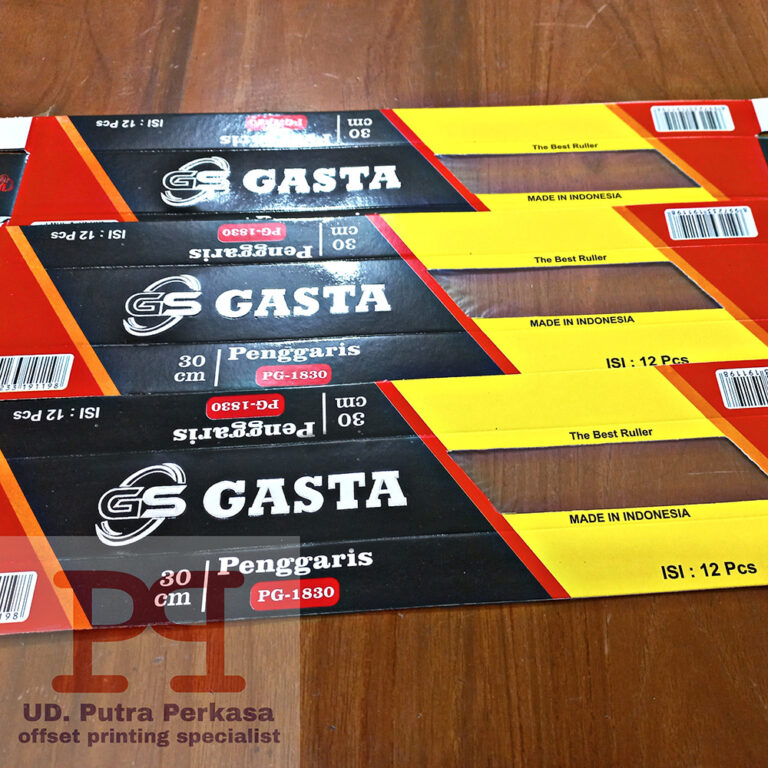 ISI : 12 Pcs
PG-1830
Penggaris
30
cm
The Best Ruller
GS GASTA
MADE IN INDONESIA
ISI : 12 Pcs
PG-1830
Penggaris
30
cm
The Best Ruller
GS GASTA
MADE IN INDONESIA
30
cm
Penggaris
PG-1830
ISI : 12 Pcs
ISI : 12 Pcs
PG-1830
Penggaris
30
cm
The Best Ruller
GS GASTA
MADE IN INDONESIA
30
cm
Penggaris
PG-1830
ISI : 12 Pcs
PP
UD. Putra Perkasa
offset printing specialist